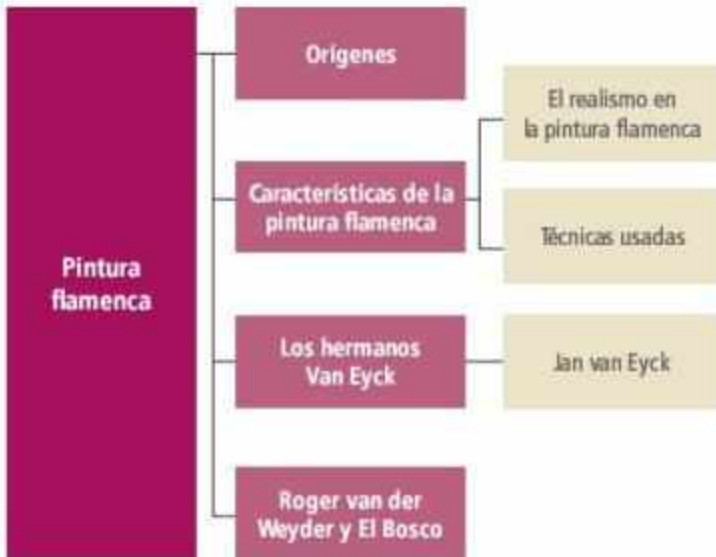 Pintura
flamenca
Orígenes
Características de la
pintura flamenca
El realismo en
la pintura flamenca
Técnicas usadas
Los hermanos
Van Eyck
Jan van Eyck
Roger van der
Weyder y El Bosco